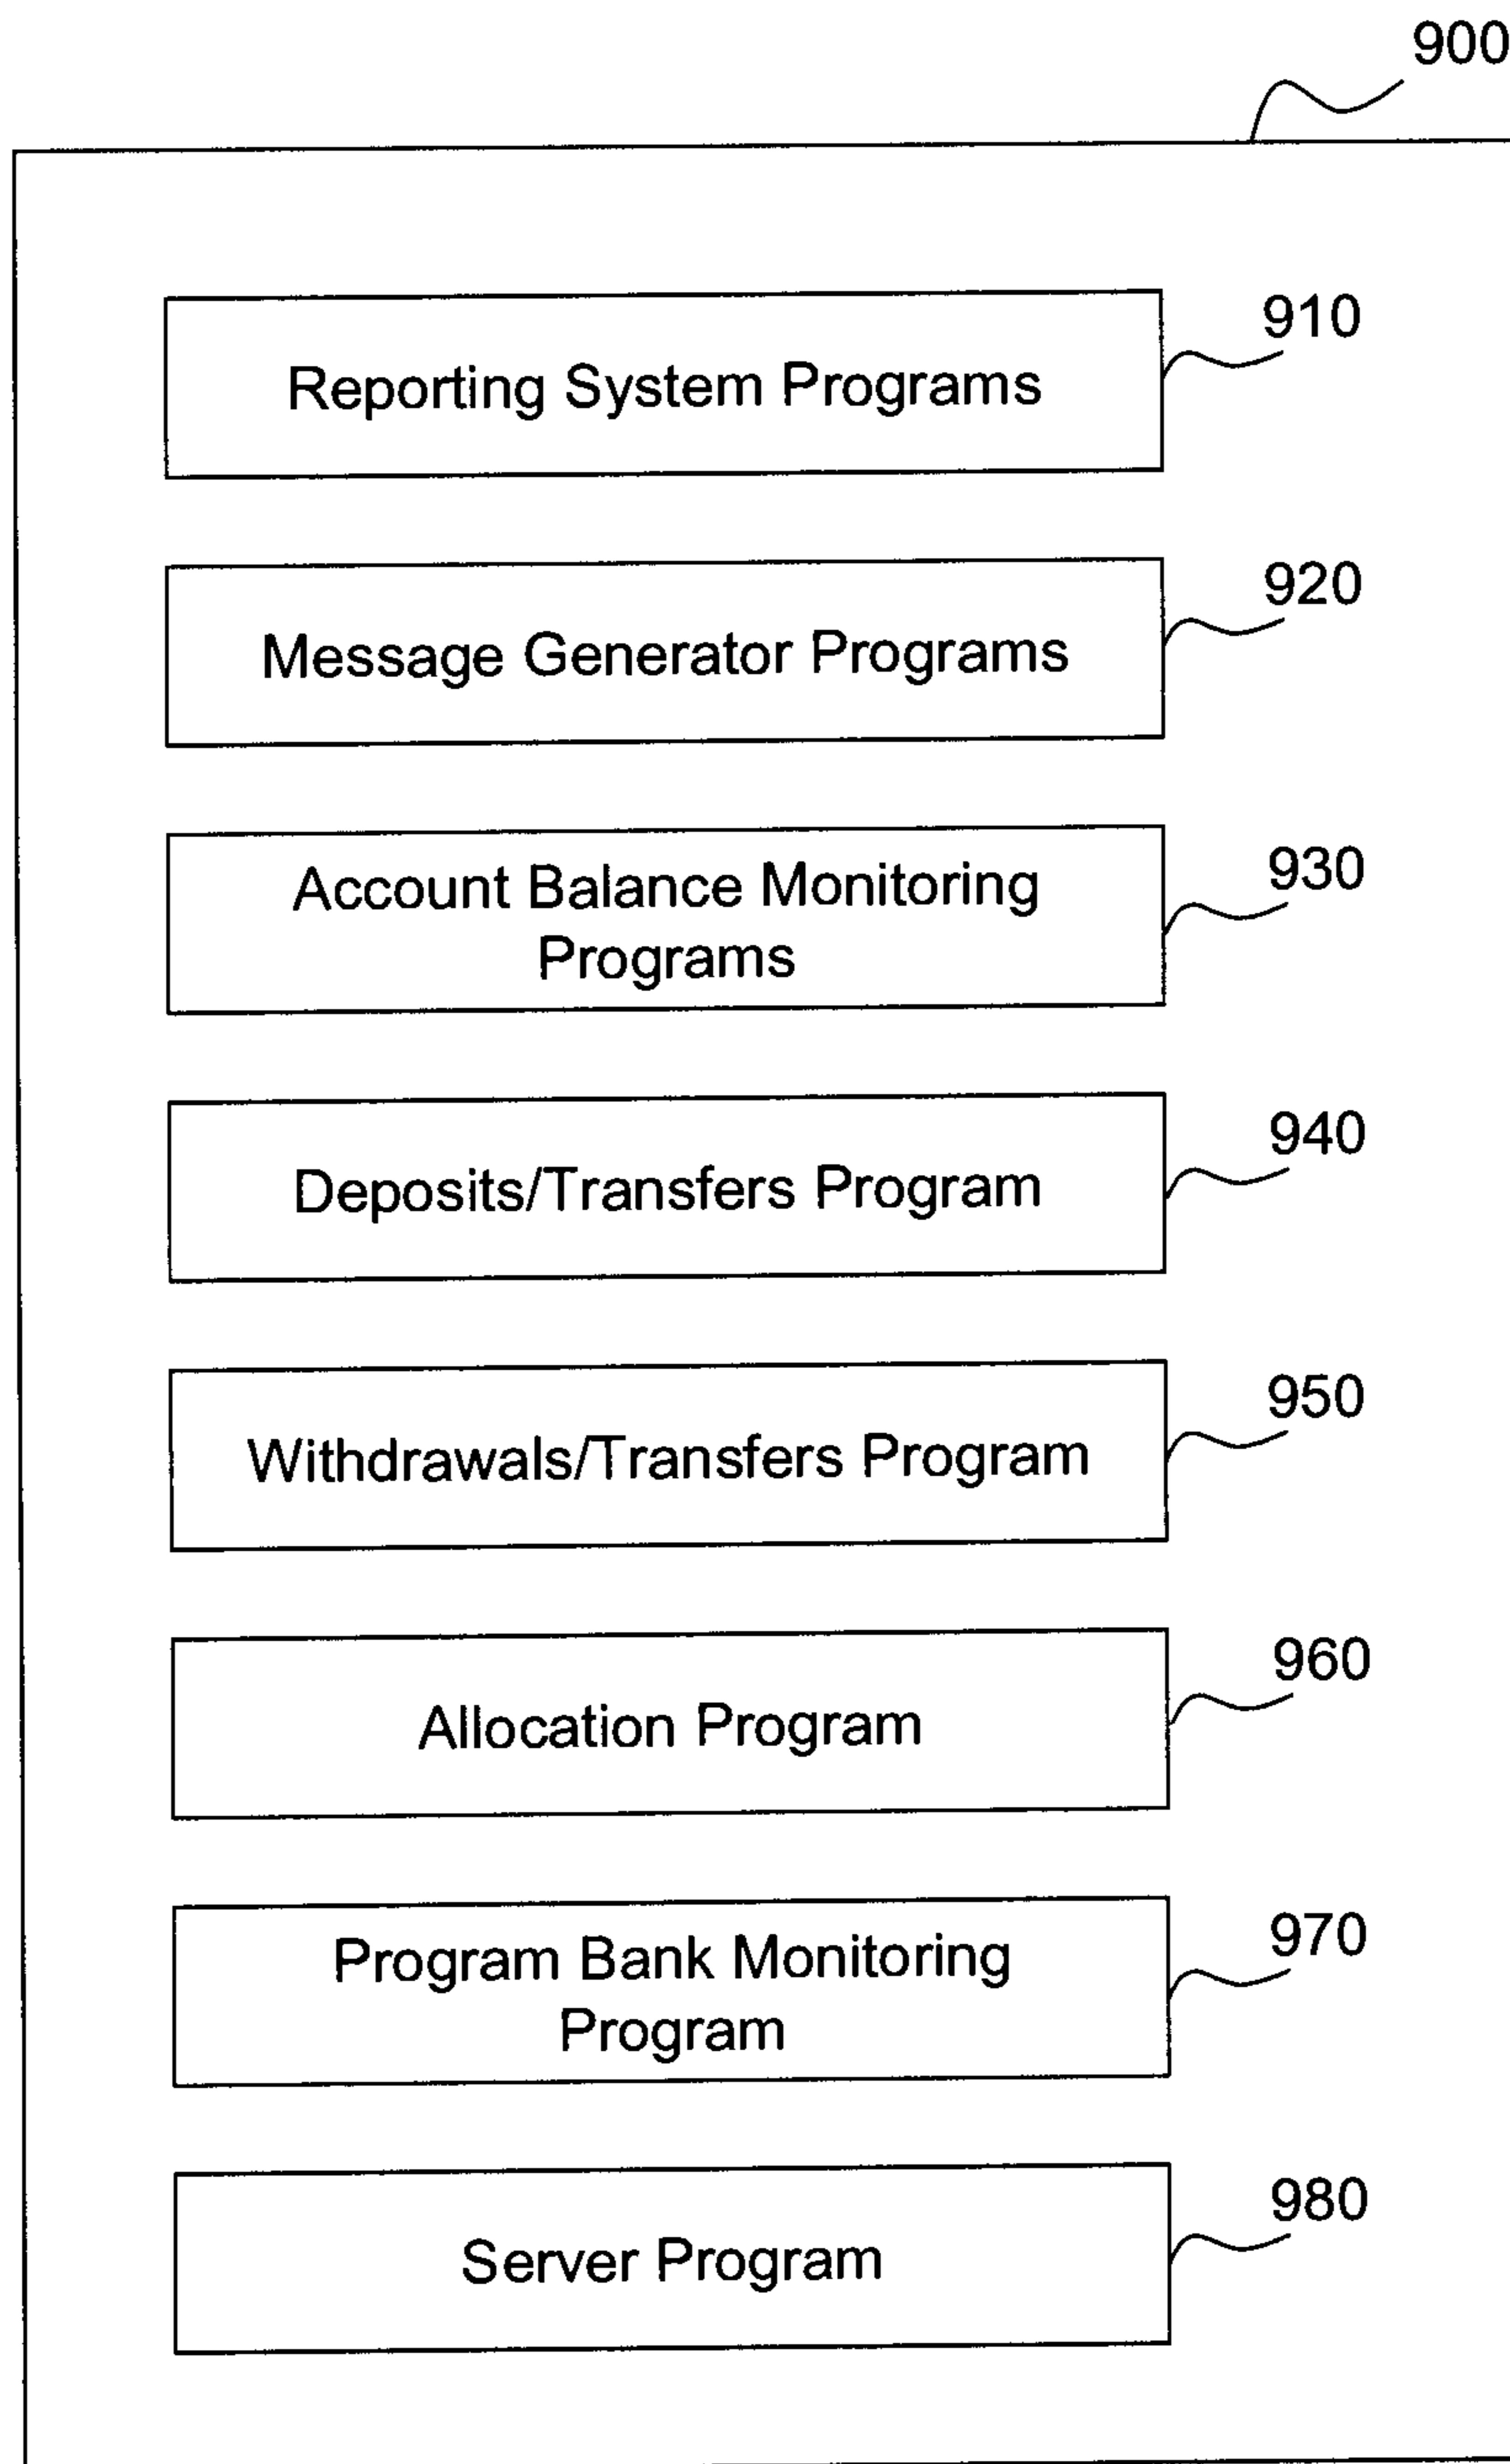 900
Reporting System Programs
910
Message Generator Programs
920
Account Balance Monitoring
Programs
930
Deposits/Transfers Program
940
Withdrawals/Transfers Program
950
Allocation Program
960
Program Bank Monitoring
Program
970
Server Program
980